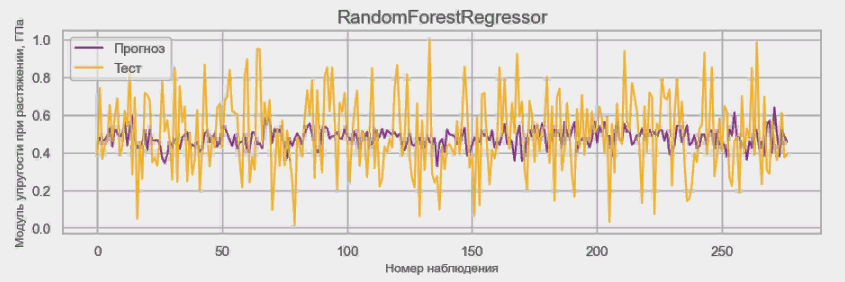 RandomForestRegressor
Модуль упругости при растяжении, ГПа
1.0
0.8
0.6
0.4
0.2
0.0
Прогноз
Тест
0 50 100 150 200 250
Номер наблюдения